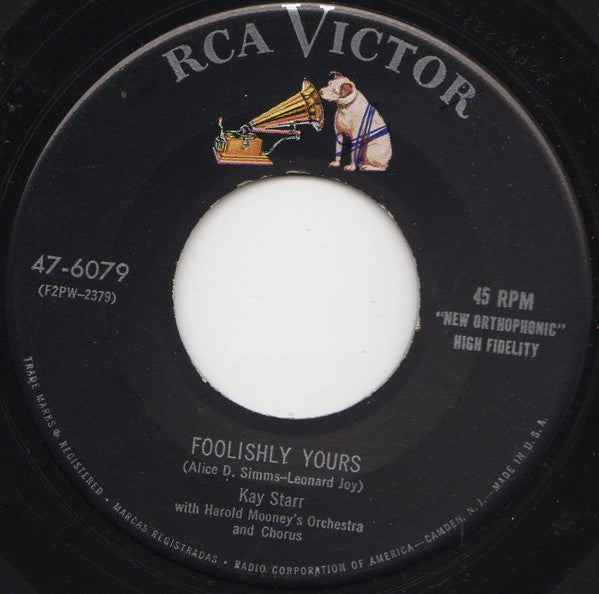 RCA VICTOR
47-6079
(F2PW-2379)
45 RPM
"NEW ORTHOPHONIC"
HIGH FIDELITY
FOOLISHLY YOURS
(Alice D. Simms-Leonard Joy)
Kay Starr
with Harold Mooney's Orchestra
and Chorus
TRADE MARKS ® REGISTERED. • MARCAS REGISTRADAS • RADIO CORPORATION OF AMERICA—CAMDEN, N.J.—MADE IN U.S.A.
F2PW-2379